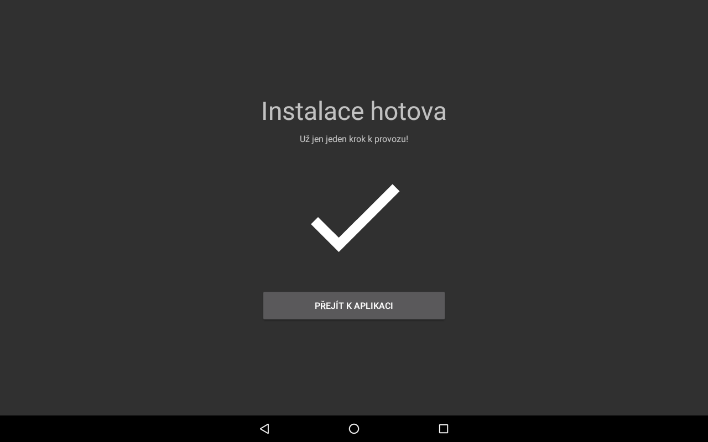 Instalace hotova
Už jen jeden krok k provozu!
PŘEJÍT K APLIKACI